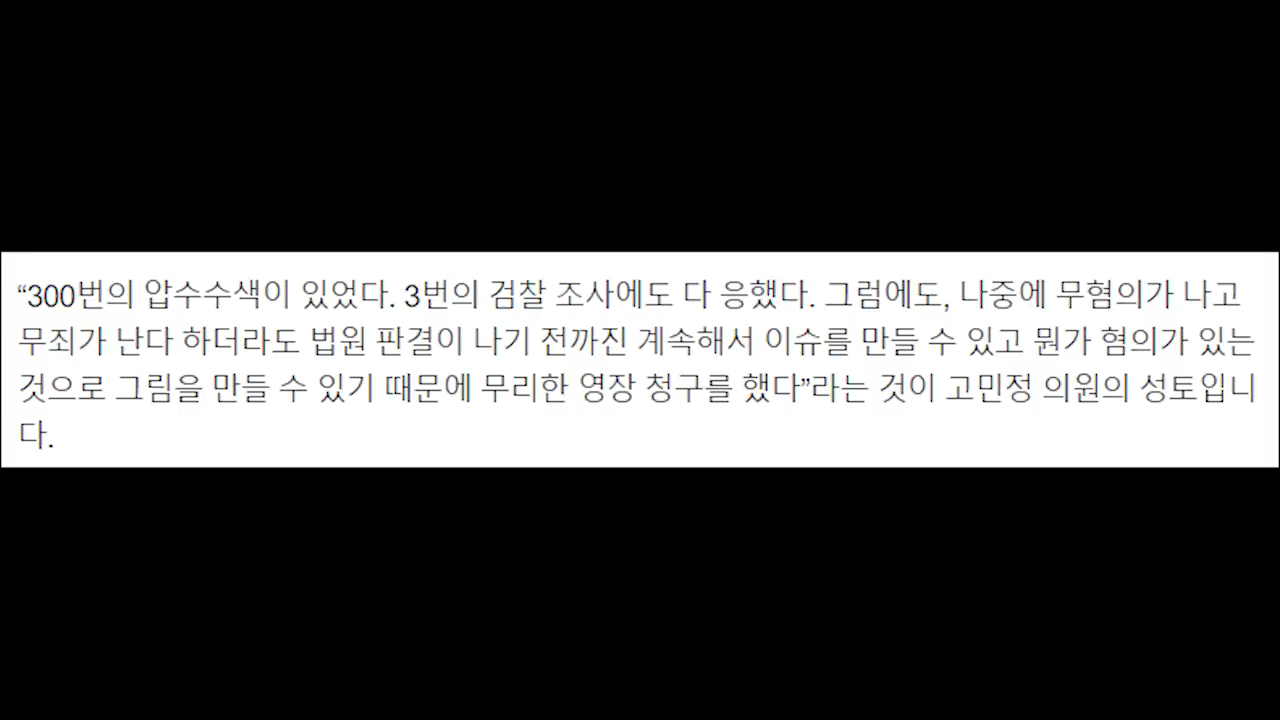 “300번의 압수수색이 있었다. 3번의 검찰 조사에도 다 응했다. 그럼에도, 나중에 무혐의가 나고
무죄가 난다 하더라도 법원 판결이 나기 전까진 계속해서 이슈를 만들 수 있고 뭔가 혐의가 있는
것으로 그림을 만들 수 있기 때문에 무리한 영장 청구를 했다”라는 것이 고민정 의원의 성토입니
다.